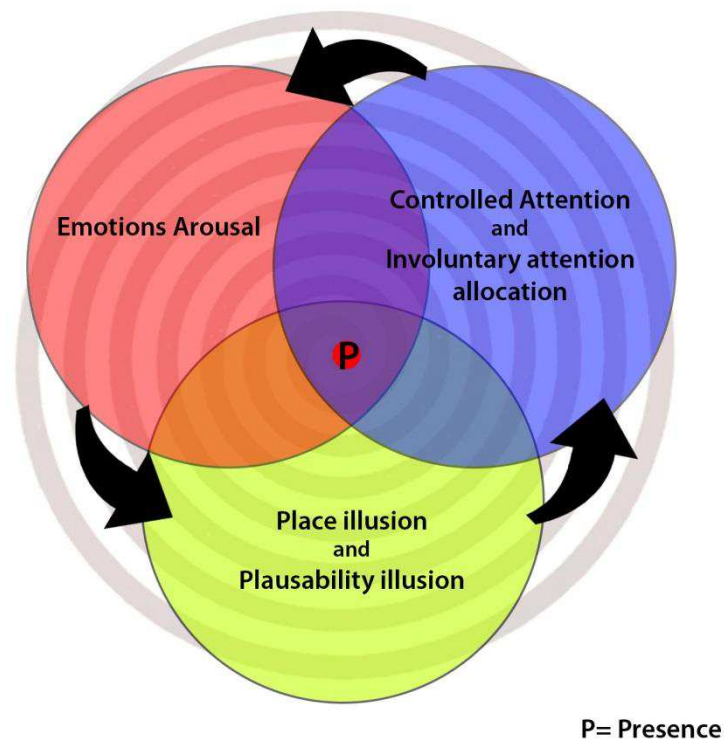 Emotions Arousal
Controlled Attention
and
Involuntary attention
allocation
P
Place illusion
and
Plausability illusion
P= Presence